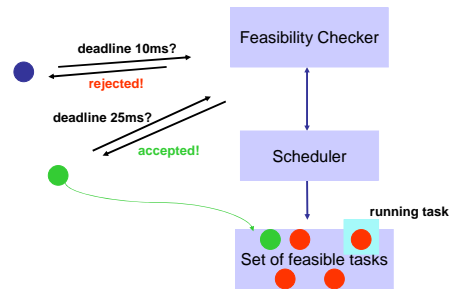 deadline 10ms?
rejected!
Feasibility Checker
deadline 25ms?
accepted!
Scheduler
running task
Set of feasible tasks